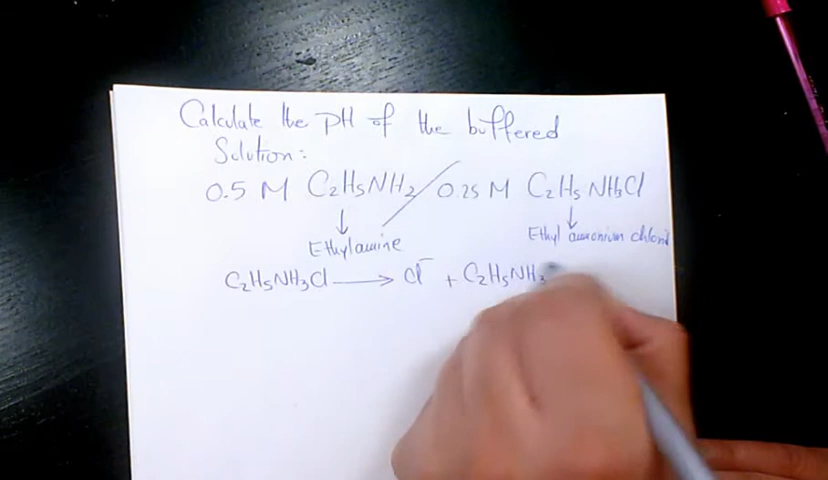 Calculate the pH of the buffered
Solution:
0.5 M C₂H₅NH₂ / 0.25 M C₂H₅NH₃Cl
↓ ↓
Ethylamine Ethyl ammonium chlorid
C₂H₅NH₃Cl ⟶ Cl⁻ + C₂H₅NH₃